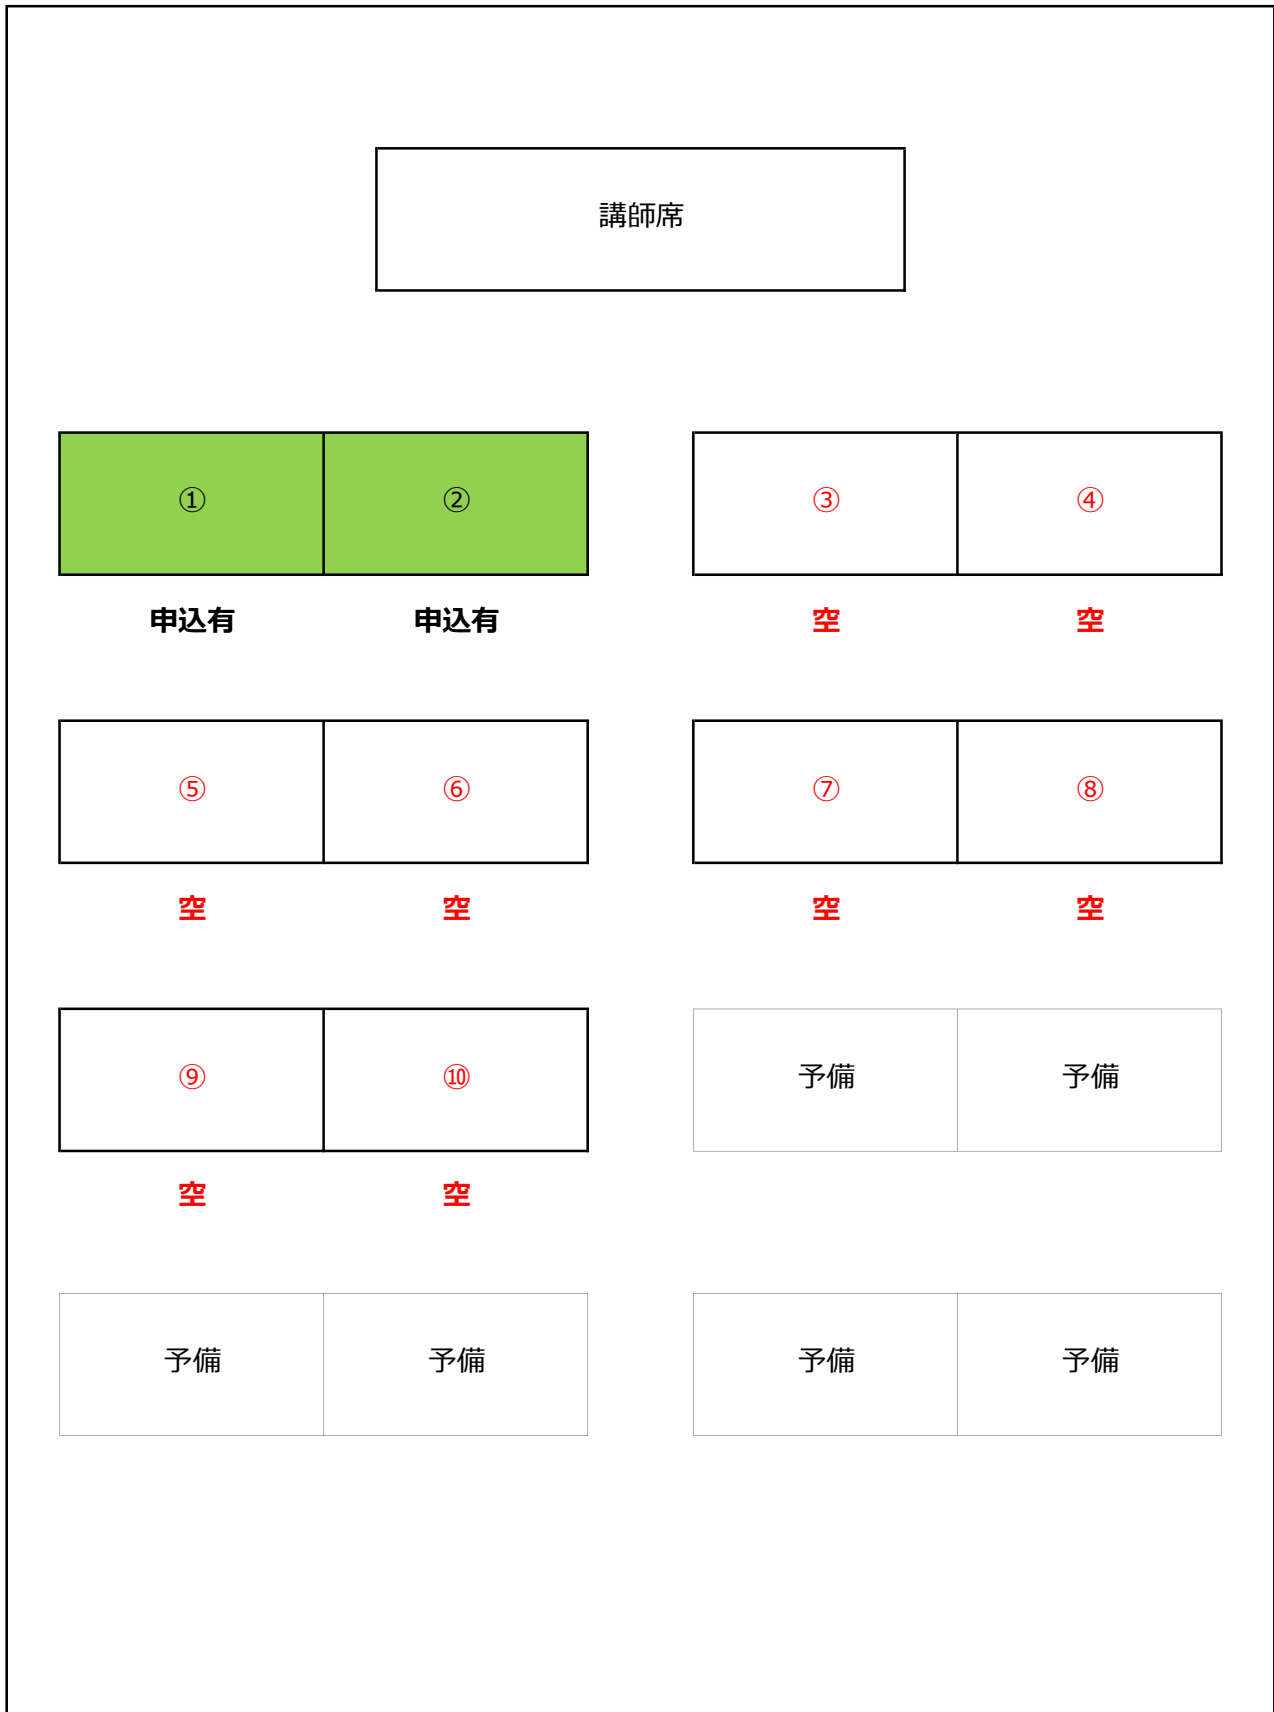 講師席
① ② ③ ④
申込有 申込有 空 空
⑤ ⑥ ⑦ ⑧
空 空 空 空
⑨ ⑩ 予備 予備
空 空
予備 予備 予備 予備